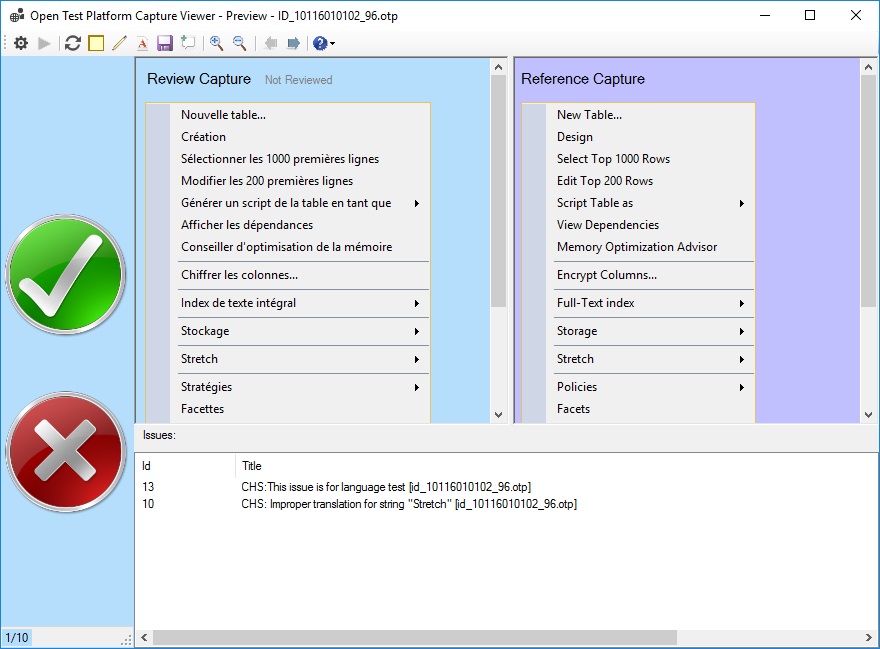 Open Test Platform Capture Viewer - Preview - ID_10116010102_96.otp
Review Capture Not Reviewed
Nouvelle table...
Création
Sélectionner les 1000 premières lignes
Modifier les 200 premières lignes
Générer un script de la table en tant que
Afficher les dépendances
Conseiller d'optimisation de la mémoire
Chiffrer les colonnes...
Index de texte intégral
Stockage
Stretch
Stratégies
Facettes
Reference Capture
New Table...
Design
Select Top 1000 Rows
Edit Top 200 Rows
Script Table as
View Dependencies
Memory Optimization Advisor
Encrypt Columns...
Full-Text index
Storage
Stretch
Policies
Facets
Issues:
Id Title
13 CHS:This issue is for language test [id_10116010102_96.otp]
10 CHS: Improper translation for string "Stretch" [id_10116010102_96.otp]
1/10